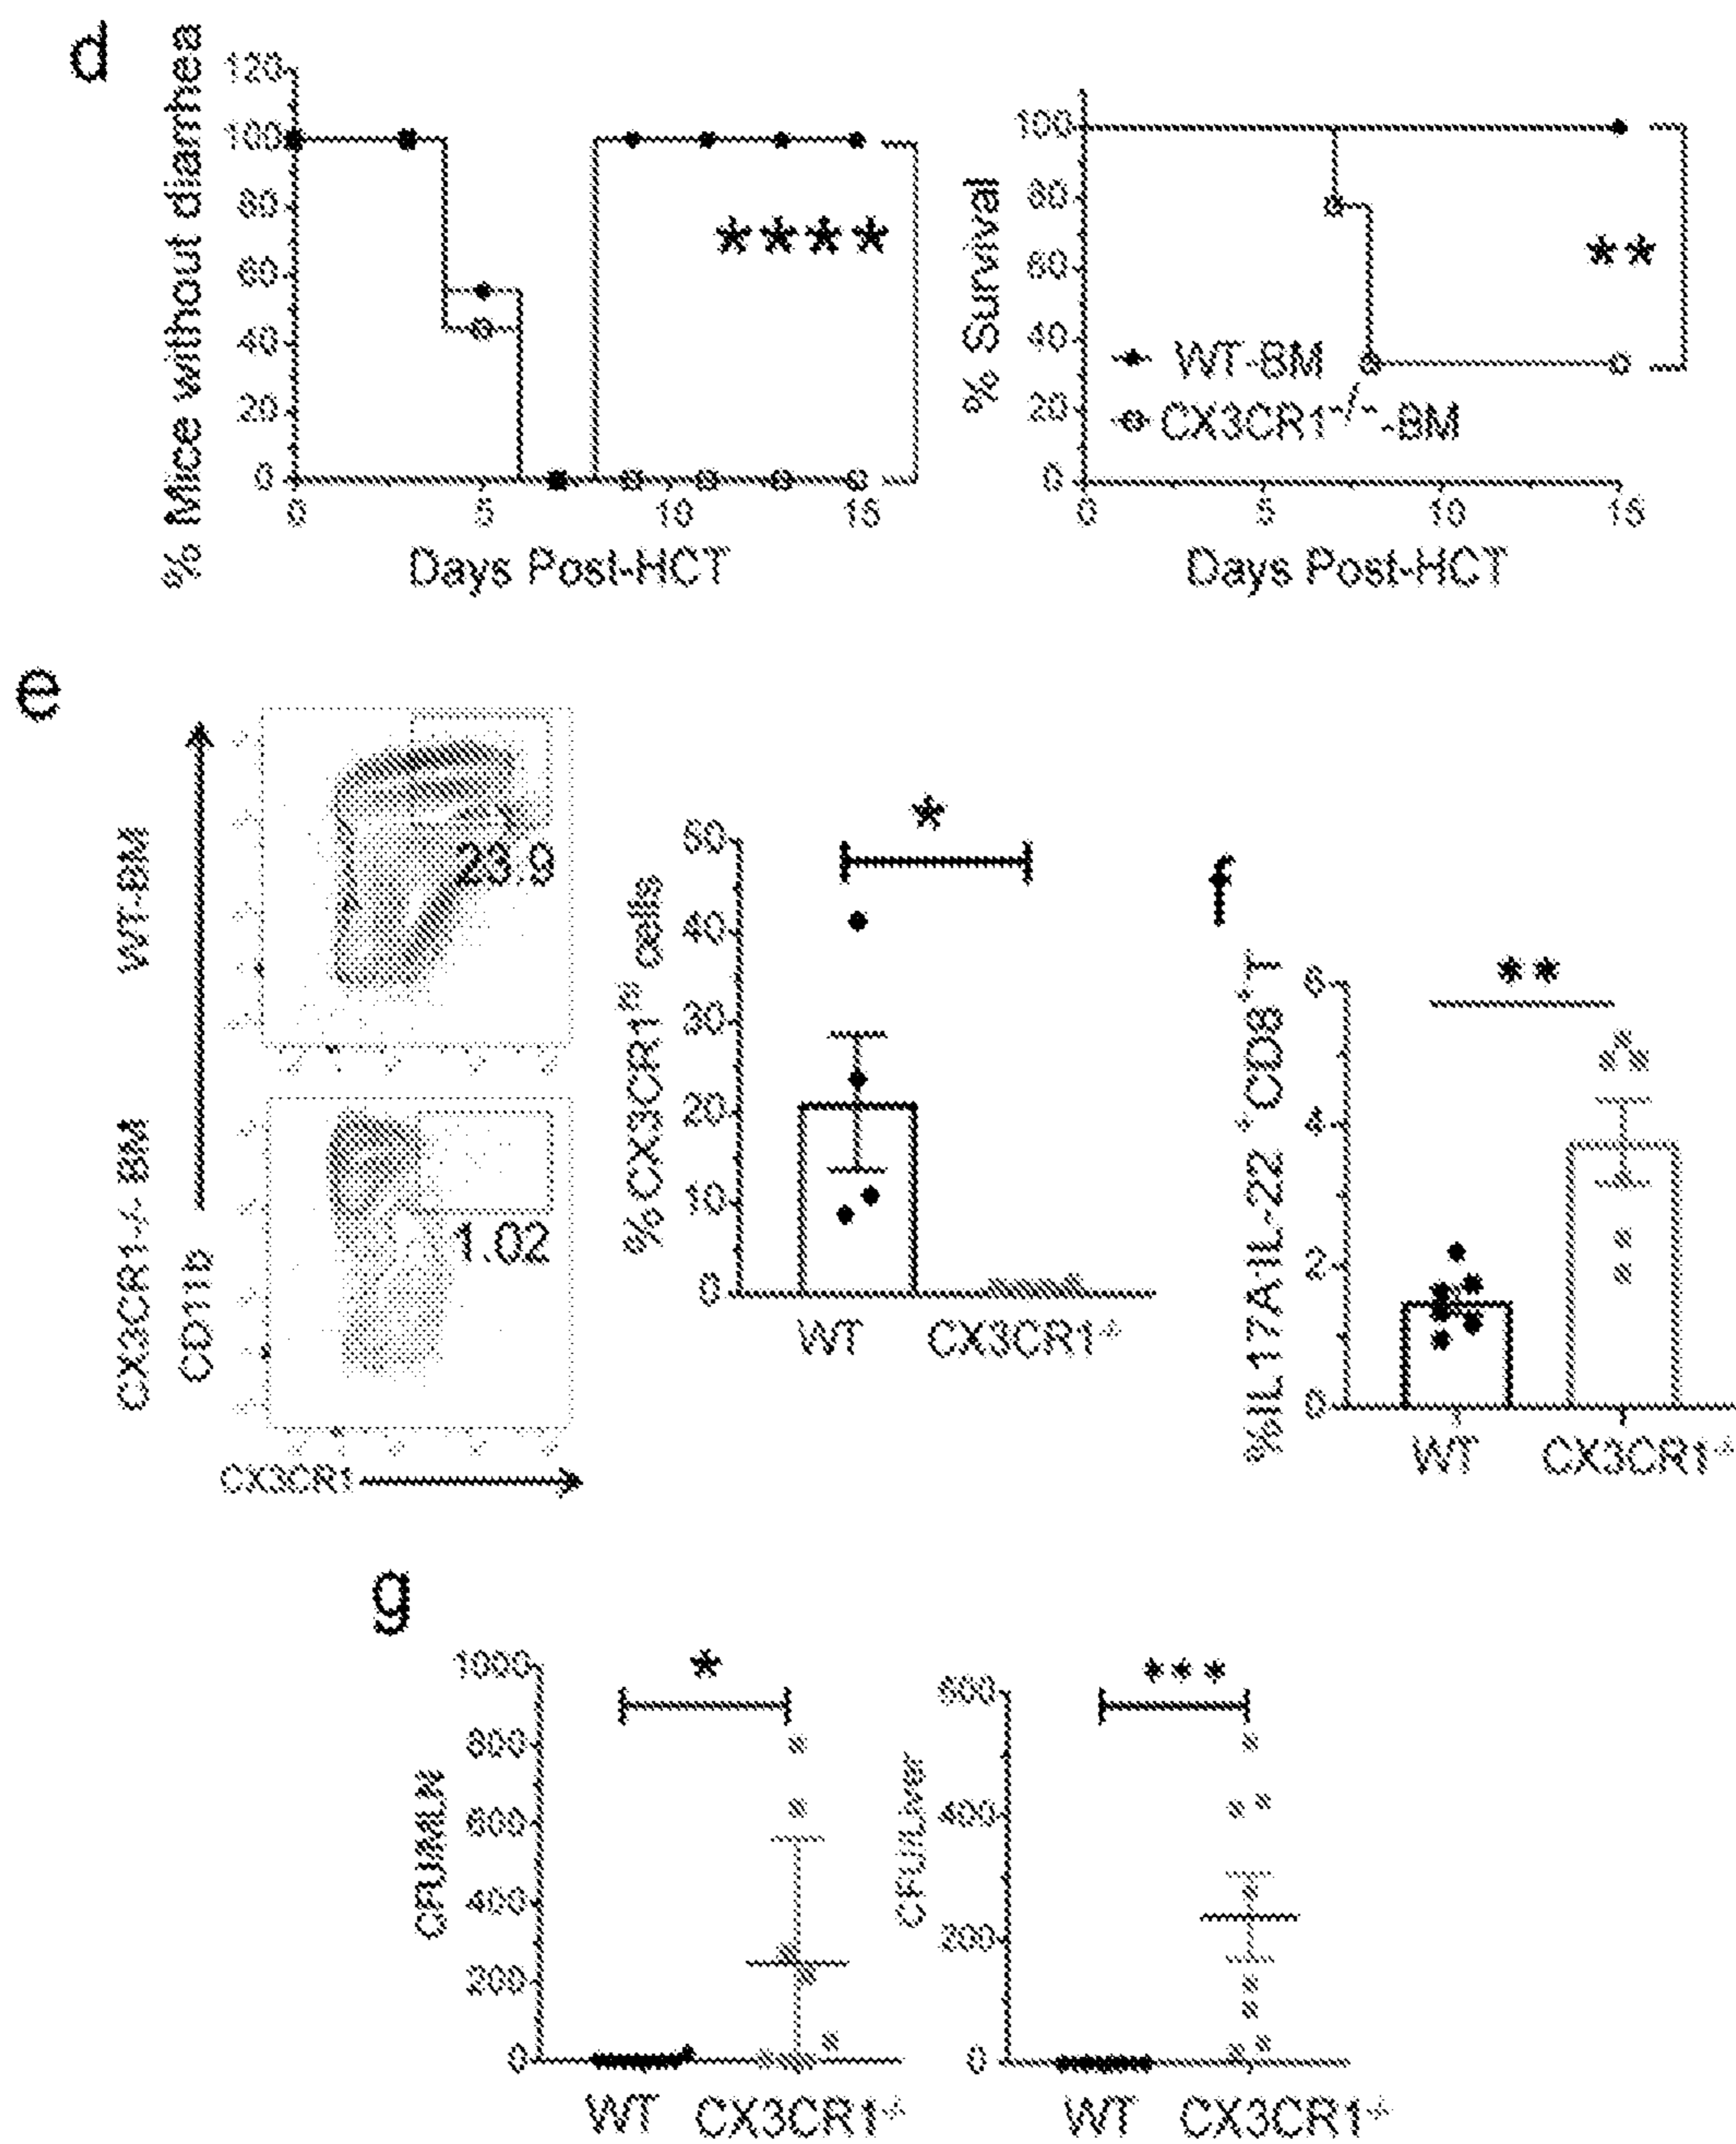 d
% Mice without diarrhea
120
100
80
60
40
20
0
0 5 10 15
Days Post-HCT
****
% Survival
100
80
60
40
20
0
0 5 10 15
Days Post-HCT
**
WT-BM
CX3CR1-/--BM
e
WT-BM
23.9
CX3CR1-/- BM
CD11b
1.02
CX3CR1
% CX3CR1hi cells
50
40
30
20
10
0
*
WT CX3CR1-/-
f
%IL17A-IL-22+CD8+T
6
4
2
0
**
WT CX3CR1-/-
g
CFU/MLN
1000
800
600
400
200
0
*
WT CX3CR1-/-
CFU/Liver
600
400
200
0
***
WT CX3CR1-/-